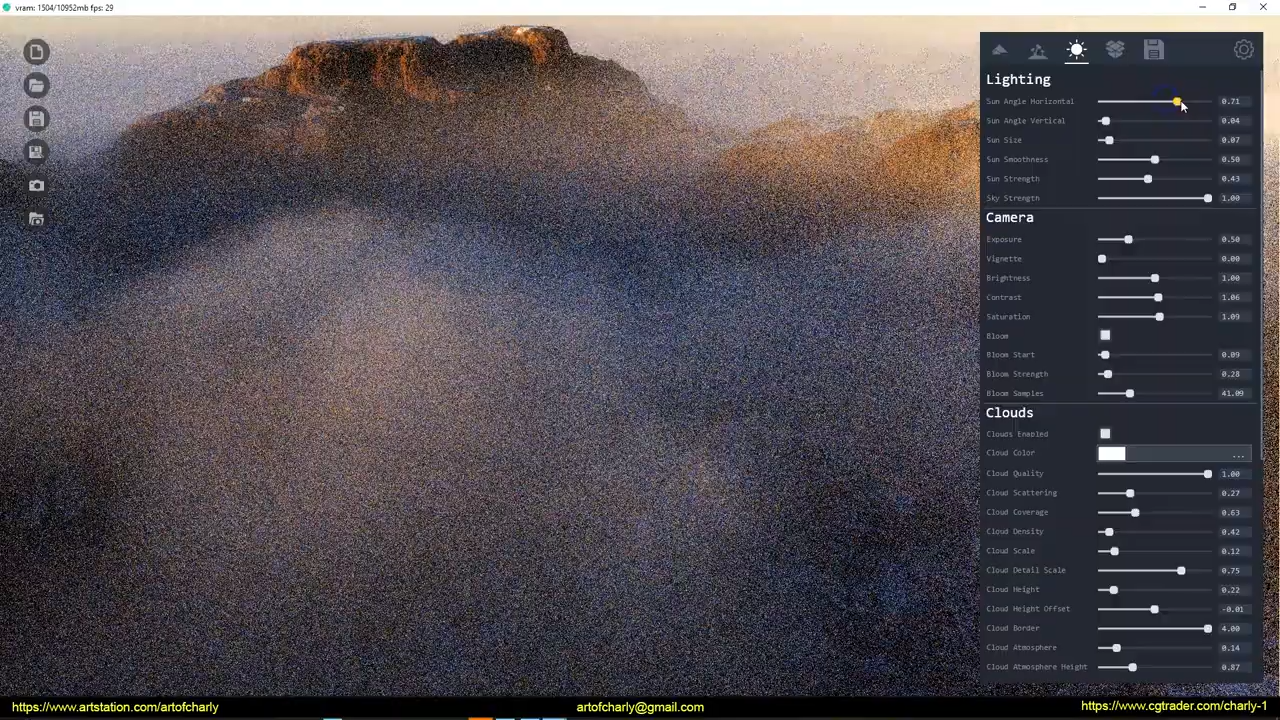 vram: 1504/10952mb fps: 29
Lighting
Sun Angle Horizontal 0.71
Sun Angle Vertical 0.04
Sun Size 0.07
Sun Smoothness 0.50
Sun Strength 0.43
Sky Strength 1.00
Camera
Exposure 0.50
Vignette 0.00
Brightness 1.00
Contrast 1.06
Saturation 1.09
Bloom
Bloom Start 0.09
Bloom Strength 0.28
Bloom Samples 41.09
Clouds
Clouds Enabled
Cloud Color ...
Cloud Quality 1.00
Cloud Scattering 0.27
Cloud Coverage 0.63
Cloud Density 0.42
Cloud Scale 0.12
Cloud Detail Scale 0.75
Cloud Height 0.22
Cloud Height Offset -0.01
Cloud Border 4.00
Cloud Atmosphere 0.14
Cloud Atmosphere Height 0.87
https://www.artstation.com/artofcharly artofcharly@gmail.com https://www.cgtrader.com/charly-1